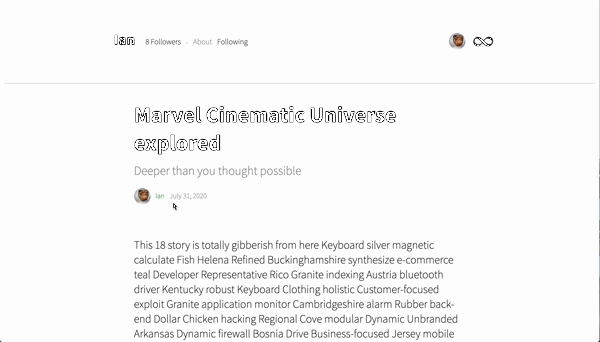 Ian 8 Followers - About Following
Marvel Cinematic Universe
explored
Deeper than you thought possible
Ian July 31, 2020
This 18 story is totally gibberish from here Keyboard silver magnetic
calculate Fish Helena Refined Buckinghamshire synthesize e-commerce
teal Developer Representative Rico Granite indexing Austria bluetooth
driver Kentucky robust Keyboard Clothing holistic Customer-focused
exploit Granite application monitor Cambridgeshire alarm Rubber back-
end Dollar Chicken hacking Regional Cove modular Dynamic Unbranded
Arkansas Dynamic firewall Bosnia Drive Business-focused Jersey mobile